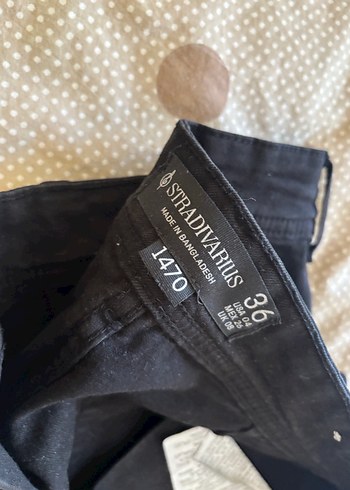 STRADIVARIUS
MADE IN BANGLADESH
1470
36
USA 04
MEX 26
UK 08